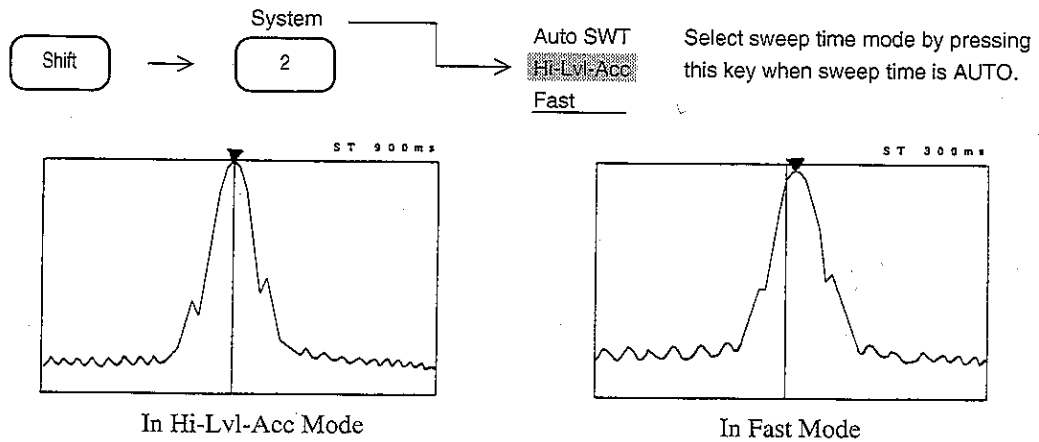 System
Shift
2
Auto SWT
Hi-Lvl-Acc
Fast
Select sweep time mode by pressing
this key when sweep time is AUTO.
ST 900ms
ST 300ms
In Hi-Lvl-Acc Mode
In Fast Mode